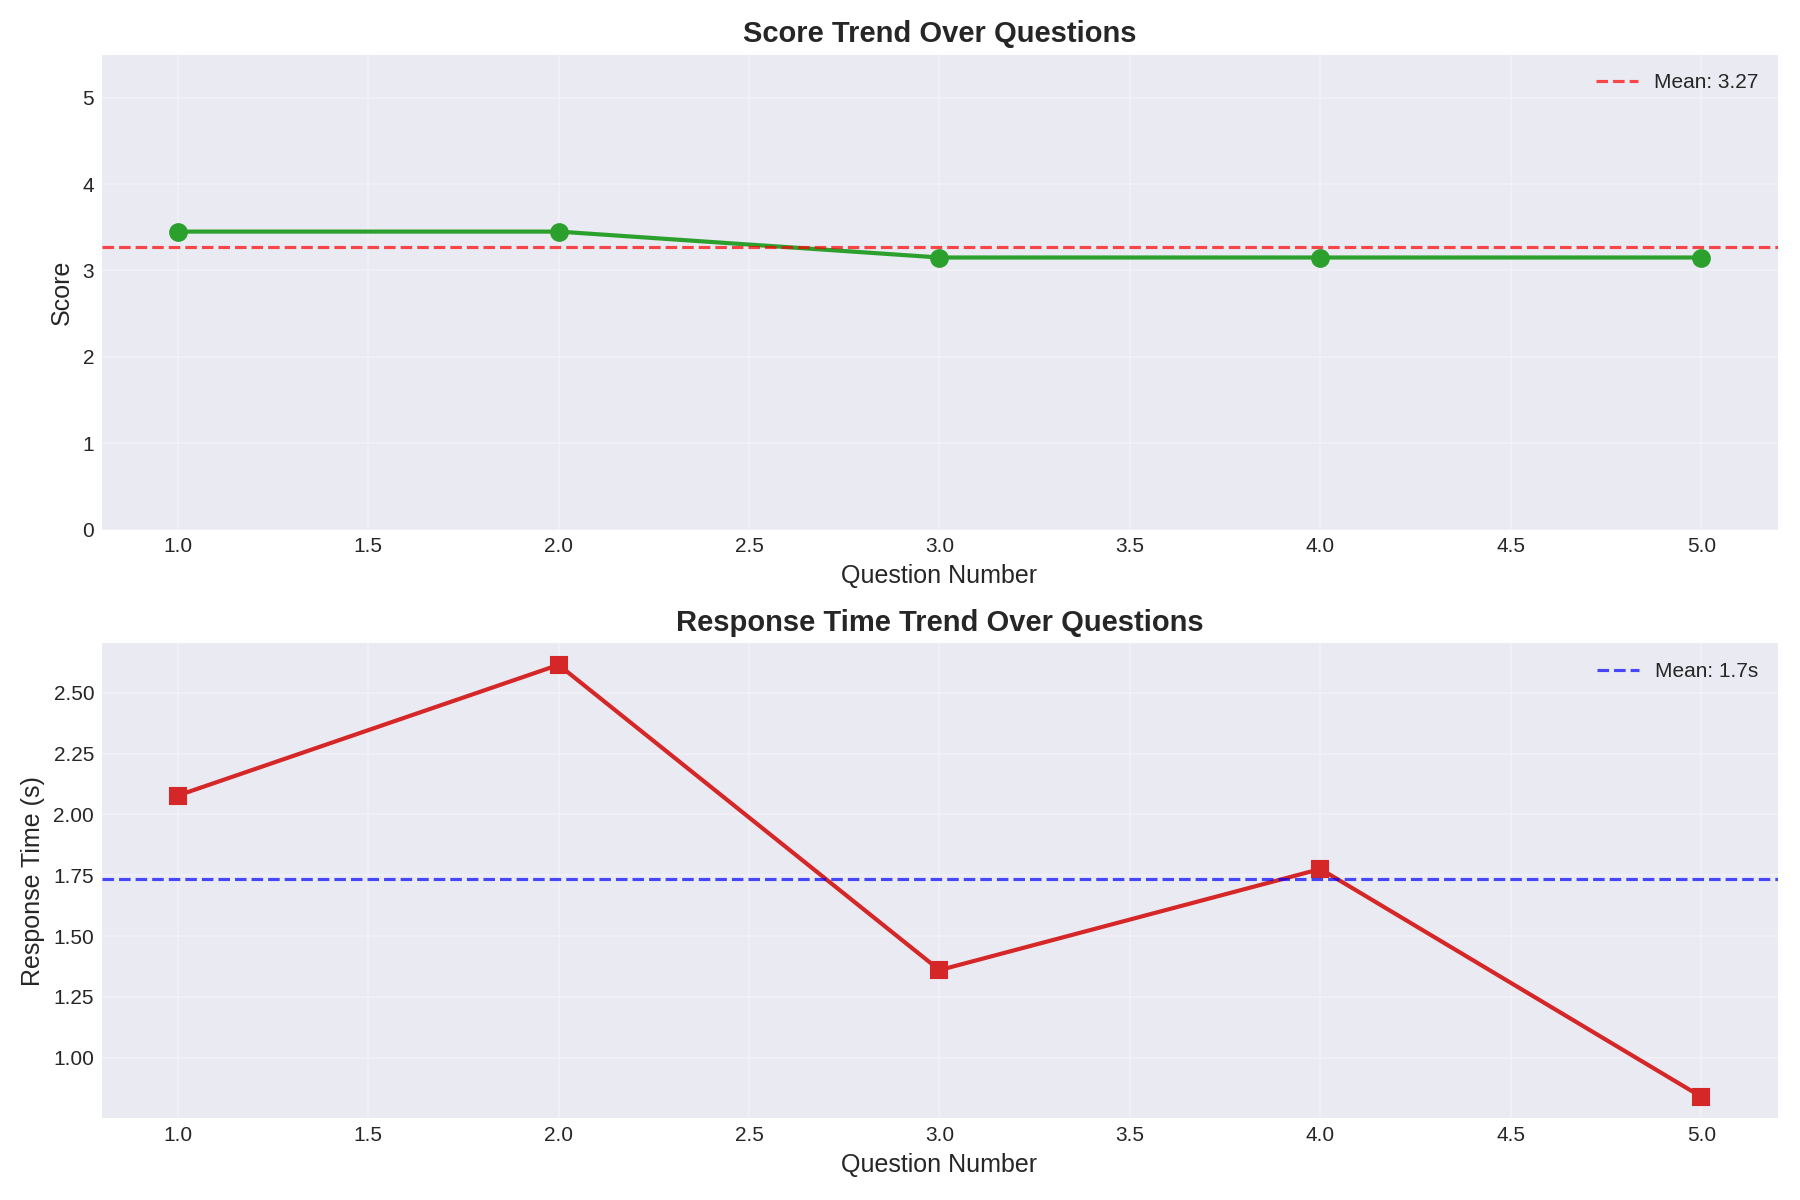 Score Trend Over Questions
Mean: 3.27
5
4
3
2
1
0
Score
1.0 1.5 2.0 2.5 3.0 3.5 4.0 4.5 5.0
Question Number
Response Time Trend Over Questions
Mean: 1.7s
2.50
2.25
2.00
1.75
1.50
1.25
1.00
Response Time (s)
1.0 1.5 2.0 2.5 3.0 3.5 4.0 4.5 5.0
Question Number